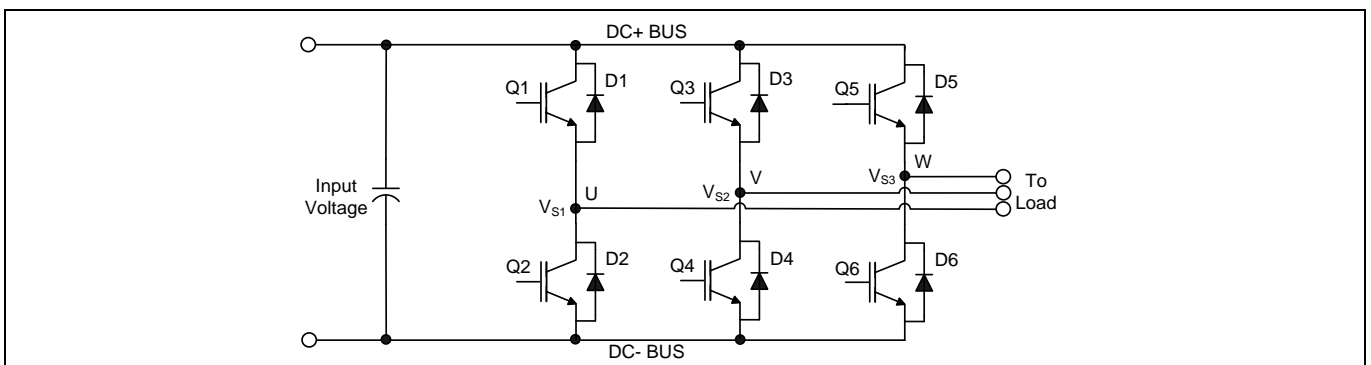 DC+ BUS
Q1
D1
Q3
D3
Q5
D5
Input
Voltage
U
V
W
VS1
VS2
VS3
To
Load
Q2
D2
Q4
D4
Q6
D6
DC- BUS